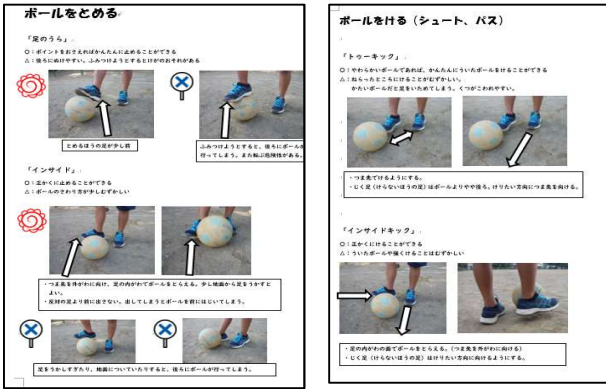 ボールをとめる
「足のうら」
○：ポイントをおさえればかんたんに止めることができる
△：後ろにぬけやすい。ふみつけようとするとけがのおそれがある
とめるほうの足が少し前
ふみつけようとすると、後ろにボールが
行ってしまう。また転ぶ危険性がある。
「インサイド」
○：正かくに止めることができる
△：ボールのさわり方が少しむずかしい
・つま先を外がわに向け、足の内がわでボールをとらえる。少し地面から足をうかすと
よい。
・反対の足より前に出さない。出してしまうとボールを前にはじいてしまう。
足をうかしすぎたり、地面についていたりすると、後ろにボールが行ってしまう。
ボールをける（シュート、パス）
「トゥーキック」
○：やわらかいボールであれば、かんたんにういたボールをけることができる
△：ねらったところにけることがむずかしい。
かたいボールだと足をいためてしまう。くつがこわれやすい。
・つま先でけるようにする。
・じく足（けらないほうの足）はボールよりやや後ろ。けりたい方向につま先を向ける。
「インサイドキック」
○：正かくにけることができる
△：ういたボールや強くけることはむずかしい
・足の内がわの面でボールをとらえる。（つま先を外がわに向ける）
・じく足（けらないほうの足）はけりたい方向に向けるようにする。